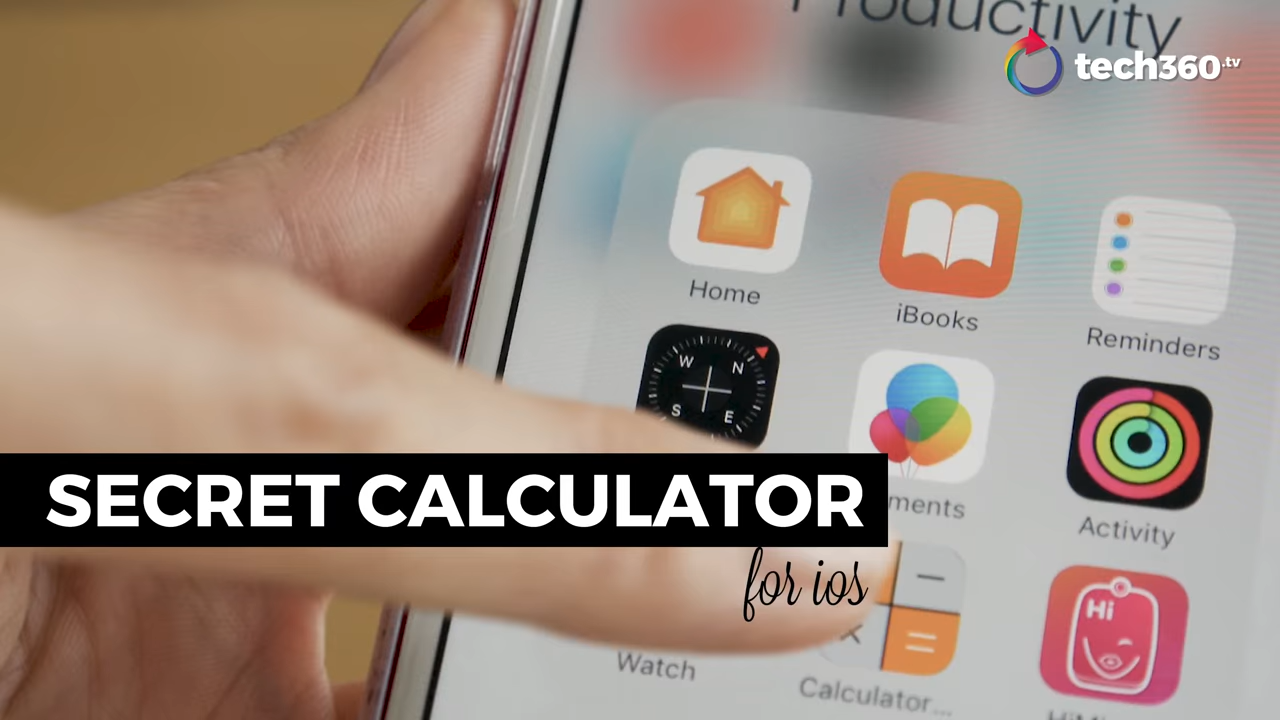 Productivity
tech360.tv
Home
iBooks
Reminders
W
N
S
E
SECRET CALCULATOR
ments
Activity
for ios
Hi
Watch
Calculator...